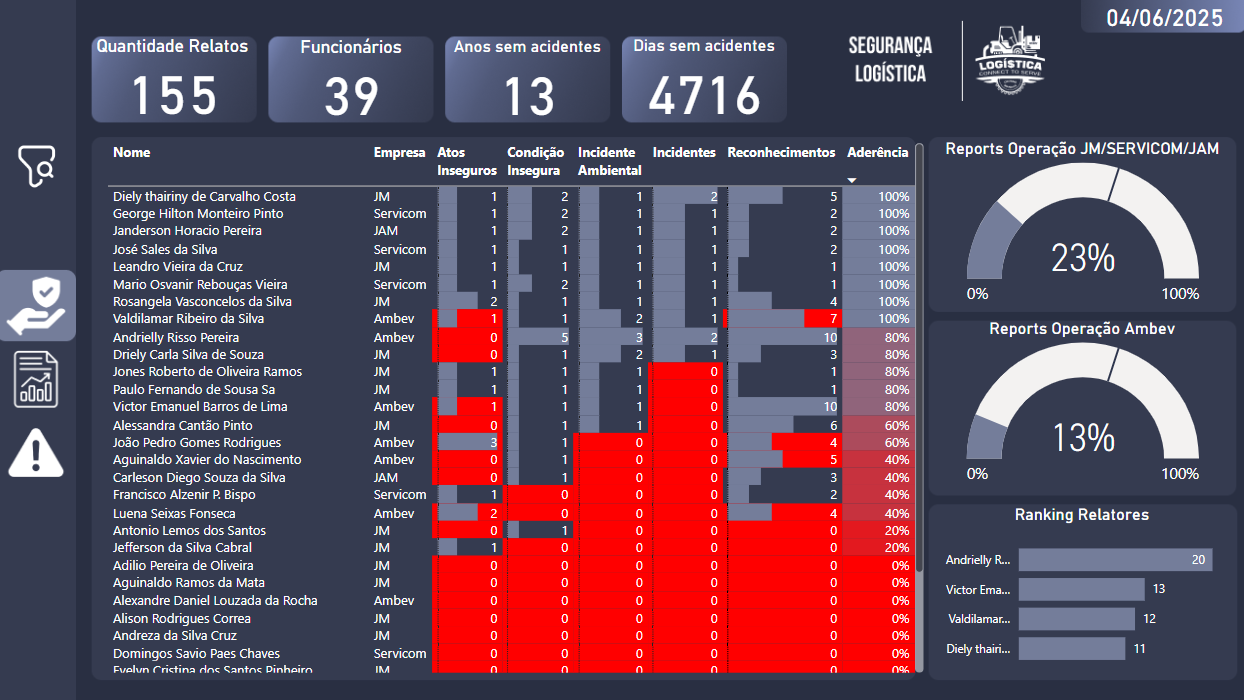 04/06/2025
Quantidade Relatos
155
Funcionários
39
Anos sem acidentes
13
Dias sem acidentes
4716
SEGURANÇA
LOGÍSTICA
LOGÍSTICA
CONNECT TO SERVE
Nome Empresa Atos Inseguros Condição Insegura Incidente Ambiental Incidentes Reconhecimentos Aderência
Diely thairiny de Carvalho Costa JM 1 2 1 2 5 100%
George Hilton Monteiro Pinto Servicom 1 2 1 1 2 100%
Janderson Horacio Pereira JAM 1 2 1 1 2 100%
José Sales da Silva Servicom 1 1 1 1 2 100%
Leandro Vieira da Cruz JM 1 1 1 1 1 100%
Mario Osvanir Rebouças Vieira Servicom 1 2 1 1 1 100%
Rosangela Vasconcelos da Silva JM 2 1 1 1 4 100%
Valdilamar Ribeiro da Silva Ambev 1 1 2 1 7 100%
Andrielly Risso Pereira Ambev 0 5 3 2 10 80%
Driely Carla Silva de Souza JM 0 1 2 1 3 80%
Jones Roberto de Oliveira Ramos JM 1 1 1 0 1 80%
Paulo Fernando de Sousa Sa JM 1 1 1 0 1 80%
Victor Emanuel Barros de Lima Ambev 1 1 1 0 10 80%
Alessandra Cantão Pinto JM 0 1 1 0 6 60%
João Pedro Gomes Rodrigues Ambev 3 1 0 0 4 60%
Aguinaldo Xavier do Nascimento Ambev 0 1 0 0 5 40%
Carleson Diego Souza da Silva JAM 0 1 0 0 3 40%
Francisco Alzenir P. Bispo Servicom 1 0 0 0 2 40%
Luena Seixas Fonseca Ambev 2 0 0 0 4 40%
Antonio Lemos dos Santos JM 0 1 0 0 0 20%
Jefferson da Silva Cabral JM 1 0 0 0 0 20%
Adilio Pereira de Oliveira JM 0 0 0 0 0 0%
Aguinaldo Ramos da Mata JM 0 0 0 0 0 0%
Alexandre Daniel Louzada da Rocha Ambev 0 0 0 0 0 0%
Alison Rodrigues Correa JM 0 0 0 0 0 0%
Andreza da Silva Cruz JM 0 0 0 0 0 0%
Domingos Savio Paes Chaves Servicom 0 0 0 0 0 0%
Evelyn Cristina dos Santos Pinheiro JM 0 0 0 0 0 0%
Reports Operação JM/SERVICOM/JAM
23%
0% 100%
Reports Operação Ambev
13%
0% 100%
Ranking Relatores
Andrielly R... 20
Victor Ema... 13
Valdilamar... 12
Diely thairi... 11